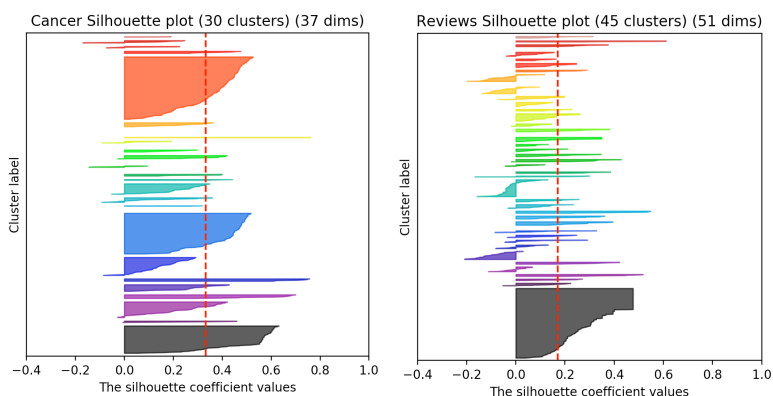 Cancer Silhouette plot (30 clusters) (37 dims)
Cluster label
−0.4 −0.2 0.0 0.2 0.4 0.6 0.8 1.0
The silhouette coefficient values
Reviews Silhouette plot (45 clusters) (51 dims)
Cluster label
−0.4 −0.2 0.0 0.2 0.4 0.6 0.8 1.0
The silhouette coefficient values